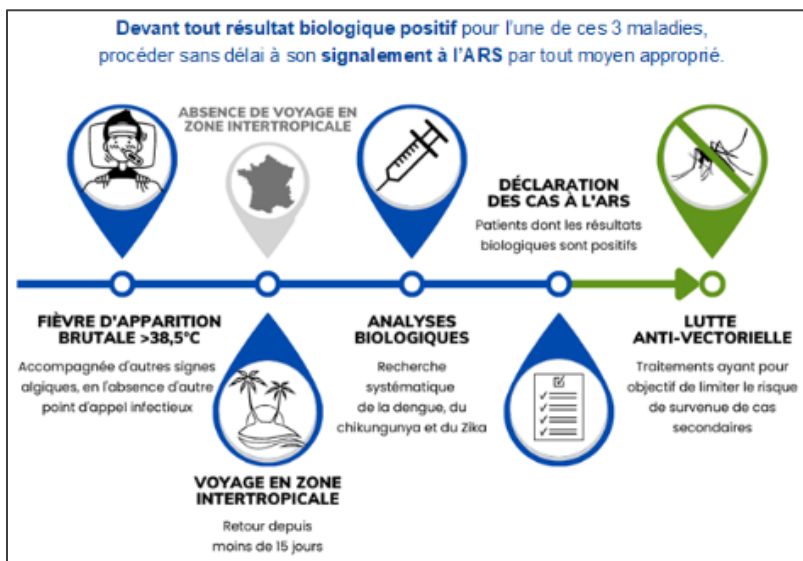 Devant tout résultat biologique positif pour l'une de ces 3 maladies,
procéder sans délai à son signalement à l'ARS par tout moyen approprié.
ABSENCE DE VOYAGE EN
ZONE INTERTROPICALE
DÉCLARATION
DES CAS À L'ARS
Patients dont les résultats
biologiques sont positifs
FIÈVRE D'APPARITION
BRUTALE >38,5°C
Accompagnée d'autres signes
algiques, en l'absence d'autre
point d'appel infectieux
VOYAGE EN ZONE
INTERTROPICALE
Retour depuis
moins de 15 jours
ANALYSES
BIOLOGIQUES
Recherche
systématique
de la dengue, du
chikungunya et du Zika
LUTTE
ANTI-VECTORIELLE
Traitements ayant pour
objectif de limiter le risque
de survenue de cas
secondaires